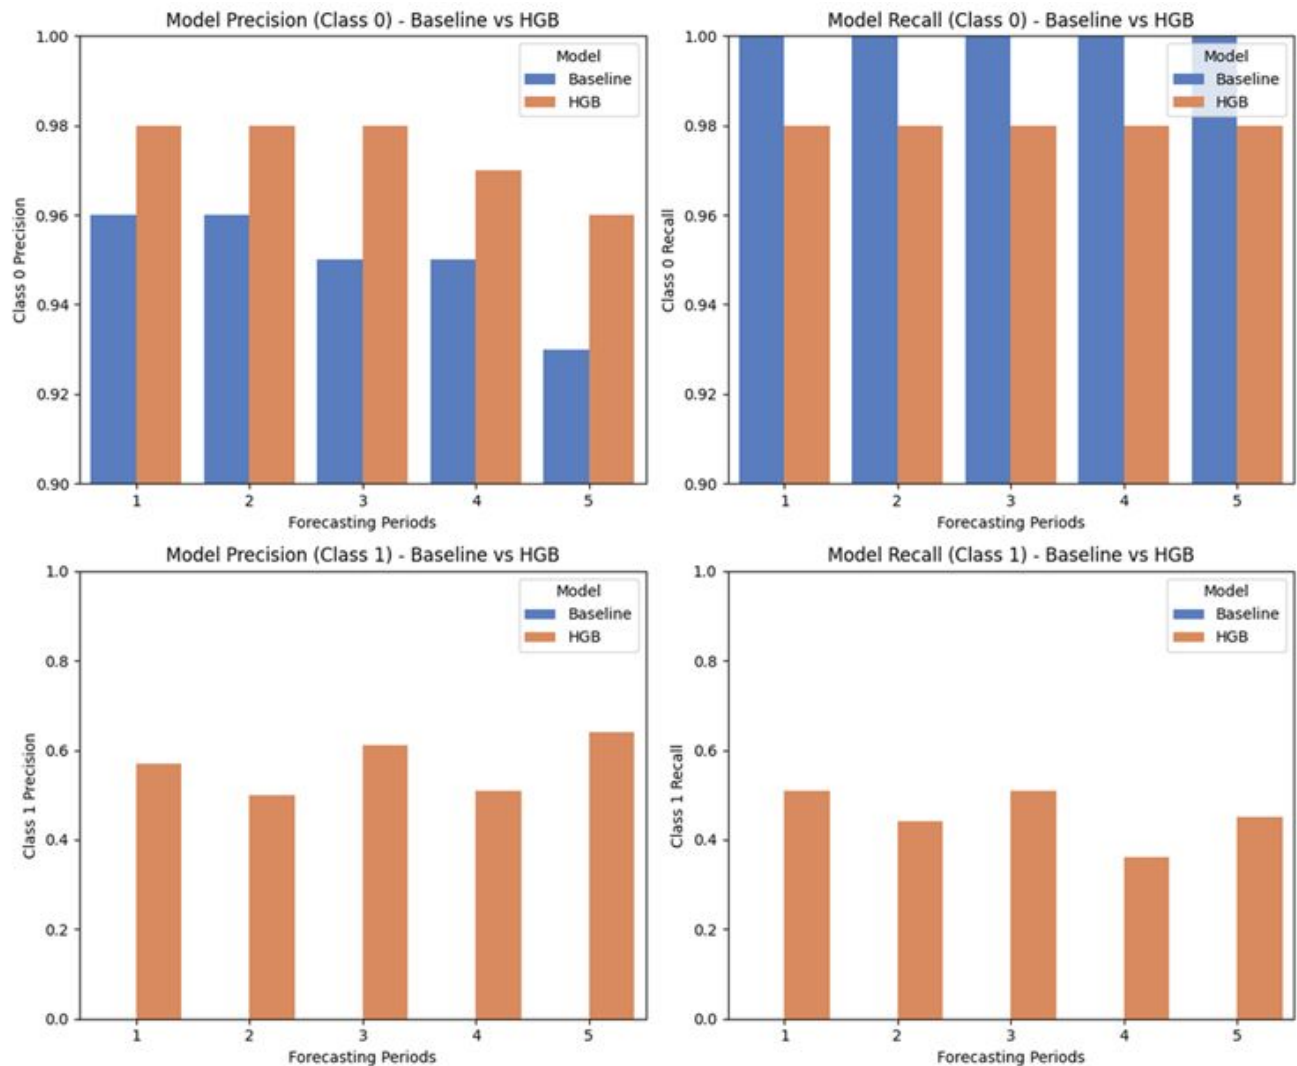 Model Precision (Class 0) - Baseline vs HGB
1.00
0.98
0.96
0.94
0.92
0.90
Class 0 Precision
Model
Baseline
HGB
1 2 3 4 5
Forecasting Periods
Model Recall (Class 0) - Baseline vs HGB
1.00
0.98
0.96
0.94
0.92
0.90
Class 0 Recall
Model
Baseline
HGB
1 2 3 4 5
Forecasting Periods
Model Precision (Class 1) - Baseline vs HGB
1.0
0.8
0.6
0.4
0.2
0.0
Class 1 Precision
Model
Baseline
HGB
1 2 3 4 5
Forecasting Periods
Model Recall (Class 1) - Baseline vs HGB
1.0
0.8
0.6
0.4
0.2
0.0
Class 1 Recall
Model
Baseline
HGB
1 2 3 4 5
Forecasting Periods